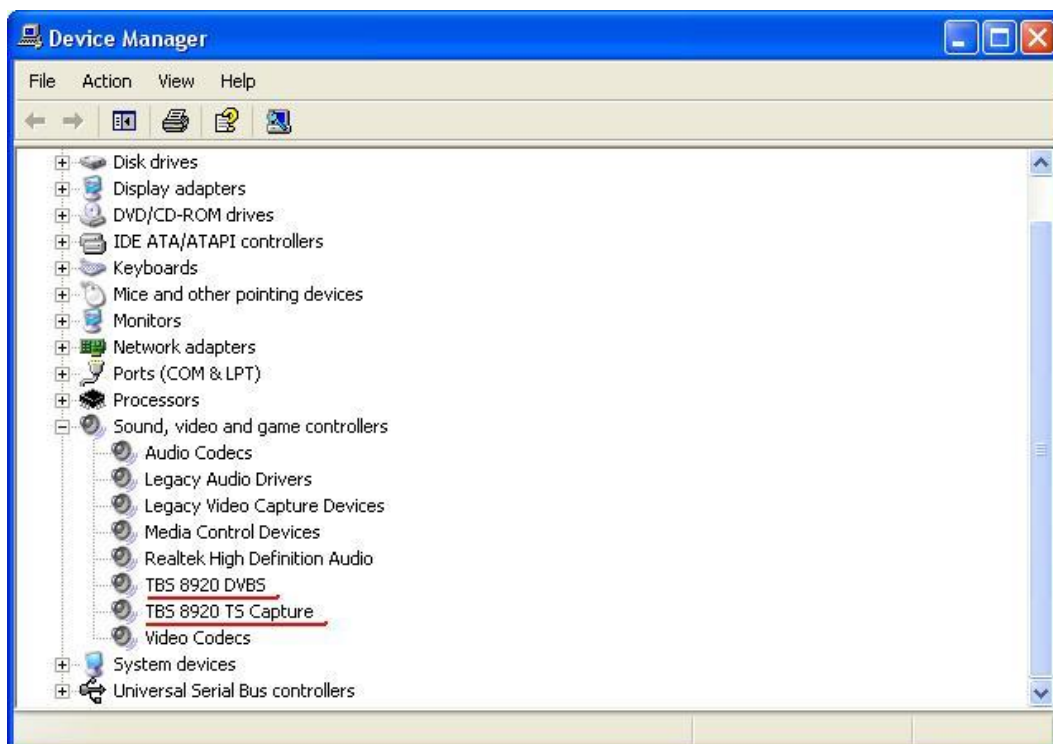 Device Manager
File Action View Help
Disk drives
Display adapters
DVD/CD-ROM drives
IDE ATA/ATAPI controllers
Keyboards
Mice and other pointing devices
Monitors
Network adapters
Ports (COM & LPT)
Processors
Sound, video and game controllers
Audio Codecs
Legacy Audio Drivers
Legacy Video Capture Devices
Media Control Devices
Realtek High Definition Audio
TBS 8920 DVBS
TBS 8920 TS Capture
Video Codecs
System devices
Universal Serial Bus controllers